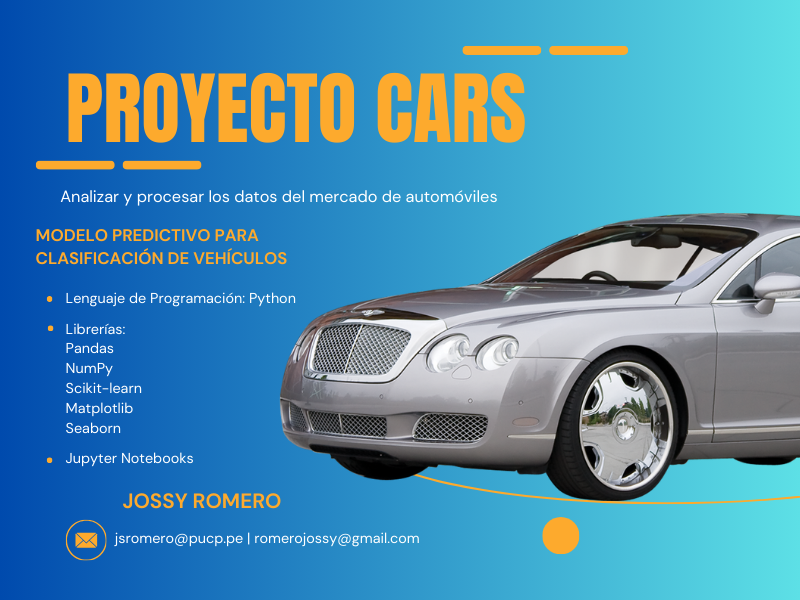 PROYECTO CARS
Analizar y procesar los datos del mercado de automóviles
MODELO PREDICTIVO PARA
CLASIFICACIÓN DE VEHÍCULOS
Lenguaje de Programación: Python
Librerías:
Pandas
NumPy
Scikit-learn
Matplotlib
Seaborn
Jupyter Notebooks
JOSSY ROMERO
jsromero@pucp.pe | romerojossy@gmail.com